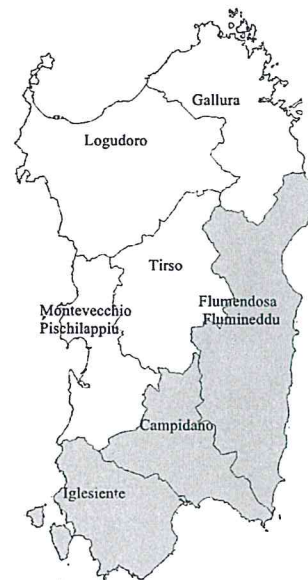 Gallura
Logudoro
Tirso
Flumendosa
Flumineddu
Montevecchio
Pischilappiu
Campidano
Iglesiente